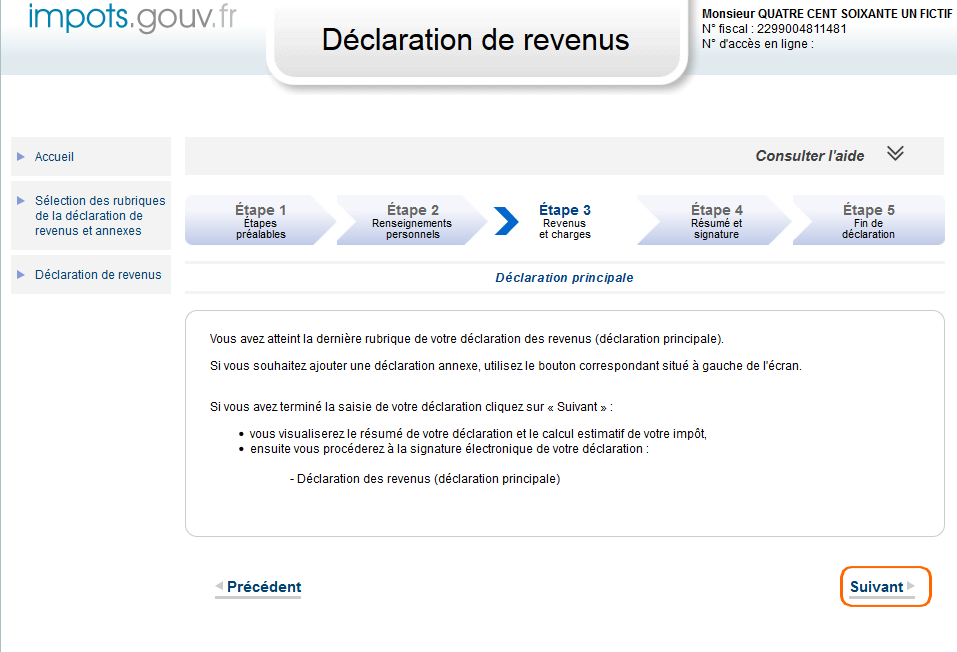 impots.gouv.fr
Déclaration de revenus
Monsieur QUATRE CENT SOIXANTE UN FICTIF
N° fiscal : 2299004811481
N° d'accès en ligne :
Accueil
Sélection des rubriques
de la déclaration de
revenus et annexes
Déclaration de revenus
Consulter l'aide
Étape 1
Étapes
préalables
Étape 2
Renseignements
personnels
Étape 3
Revenus
et charges
Étape 4
Résumé et
signature
Étape 5
Fin de
déclaration
Déclaration principale
Vous avez atteint la dernière rubrique de votre déclaration des revenus (déclaration principale).
Si vous souhaitez ajouter une déclaration annexe, utilisez le bouton correspondant situé à gauche de l'écran.
Si vous avez terminé la saisie de votre déclaration cliquez sur « Suivant » :
• vous visualiserez le résumé de votre déclaration et le calcul estimatif de votre impôt,
• ensuite vous procéderez à la signature électronique de votre déclaration :
- Déclaration des revenus (déclaration principale)
Précédent
Suivant